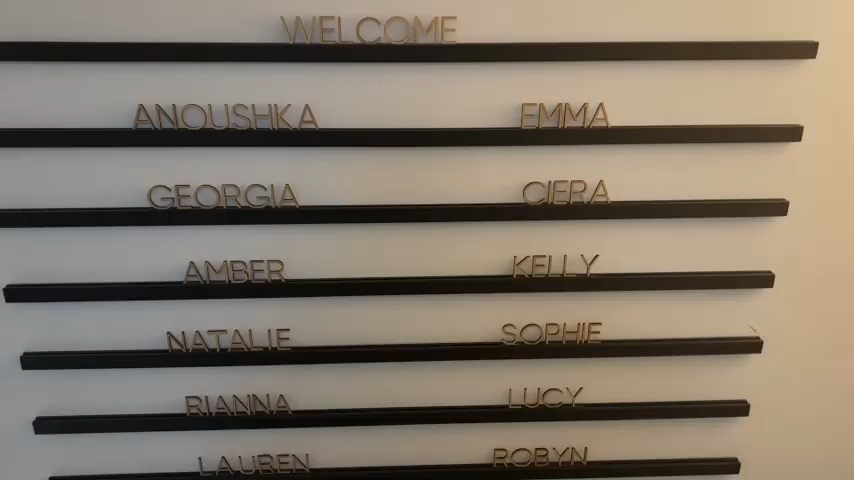 WELCOME
ANOUSHKA EMMA
GEORGIA CIERA
AMBER KELLY
NATALIE SOPHIE
RIANNA LUCY
LAUREN ROBYN